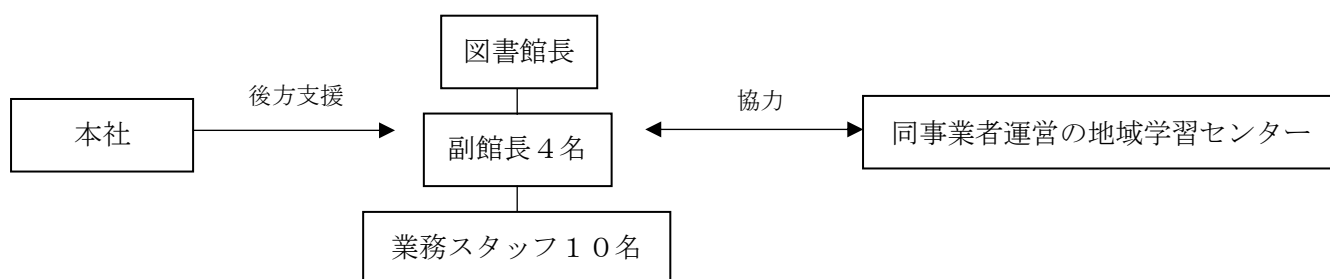 図書館長
後方支援
協力
本社
副館長４名
同事業者運営の地域学習センター
業務スタッフ１０名